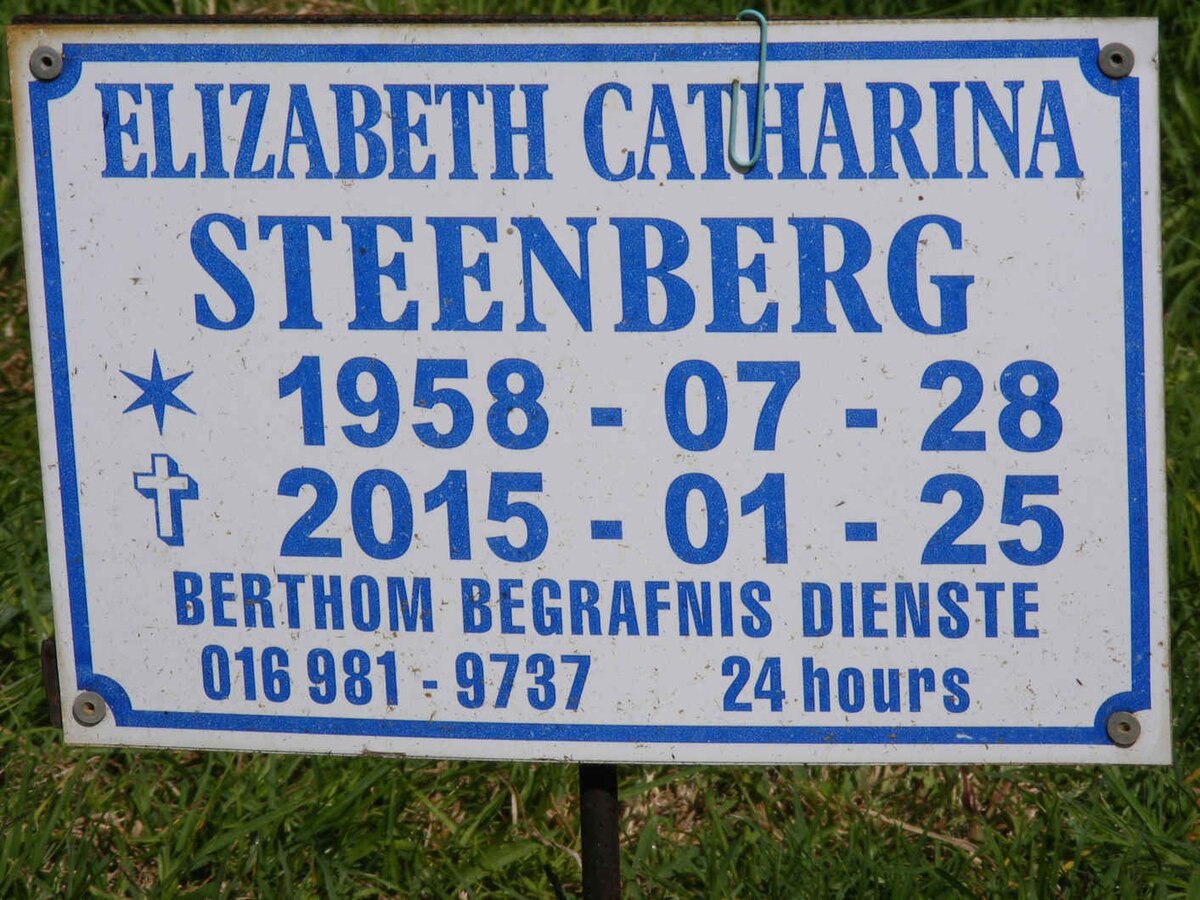 ELIZABETH CATHARINA
STEENBERG
1958 - 07 - 28
2015 - 01 - 25
BERTHOM BEGRAFNIS DIENSTE
016 981 - 9737 24 hours